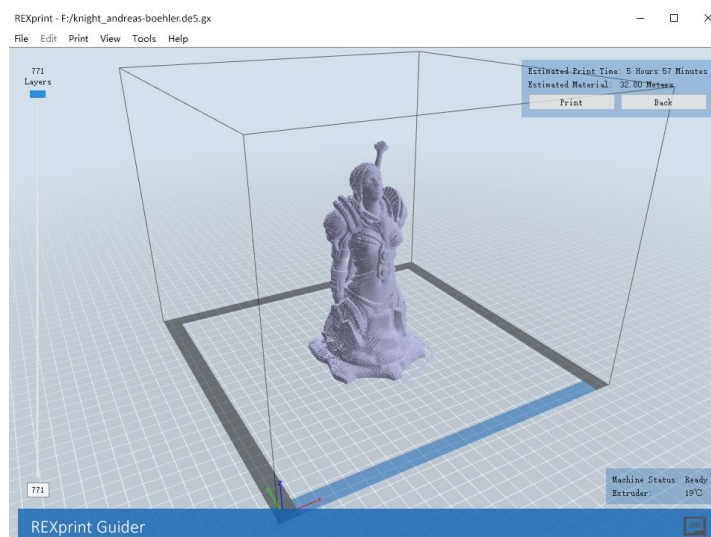 REXprint - F:/knight_andreas-boehler.de5.gx
File Edit Print View Tools Help
771
Layers
Estimated Print Time: 5 Hours 57 Minutes
Estimated Material: 32.80 Meters
Print Back
771
Machine Status: Ready
Extruder: 19℃
REXprint Guider